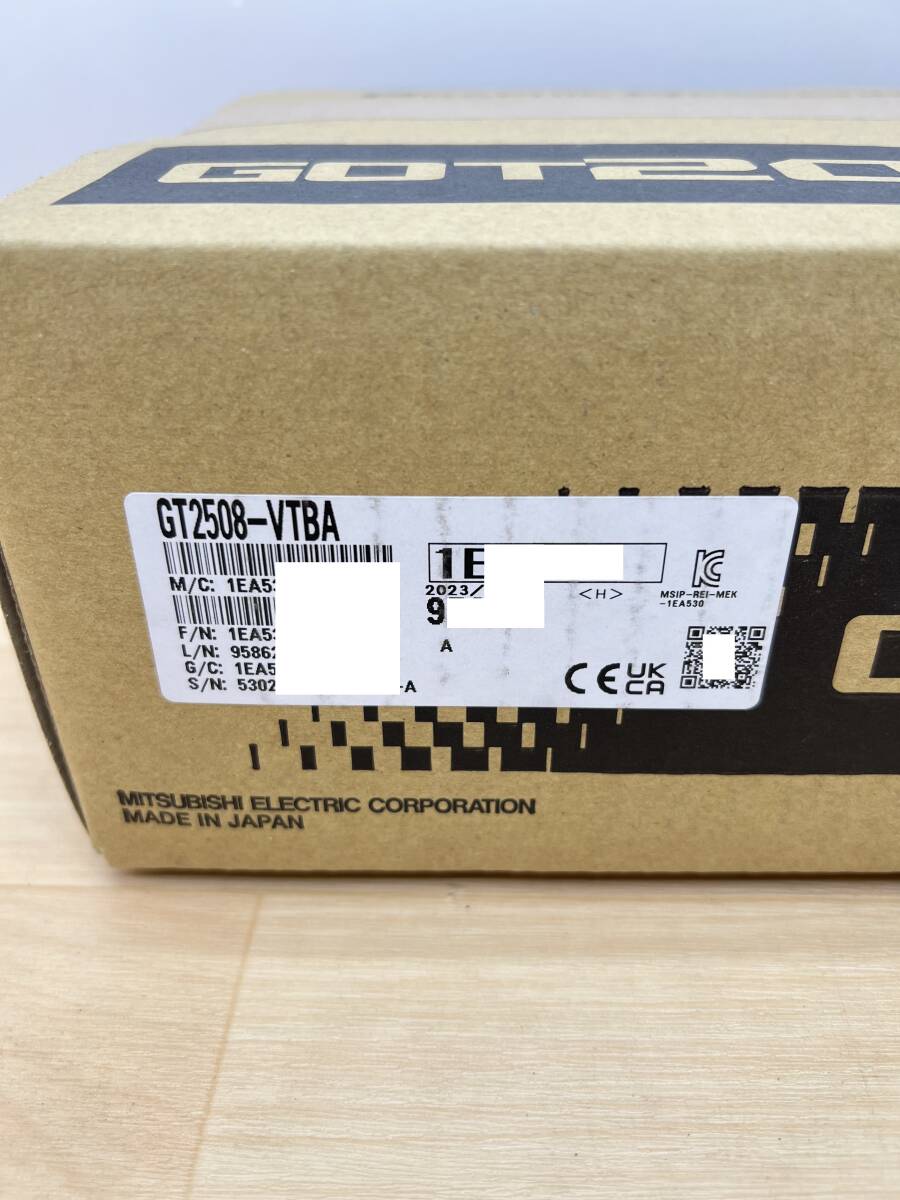 GOT20
GT2508-VTBA
M/C: 1EA53
1E
2023/
<H>
MSIP-REI-MEK
-1EA530
9
F/N: 1EA53
L/N: 95862
A
G/C: 1EA5
S/N: 5302 -A
CE UK
CA
MITSUBISHI ELECTRIC CORPORATION
MADE IN JAPAN